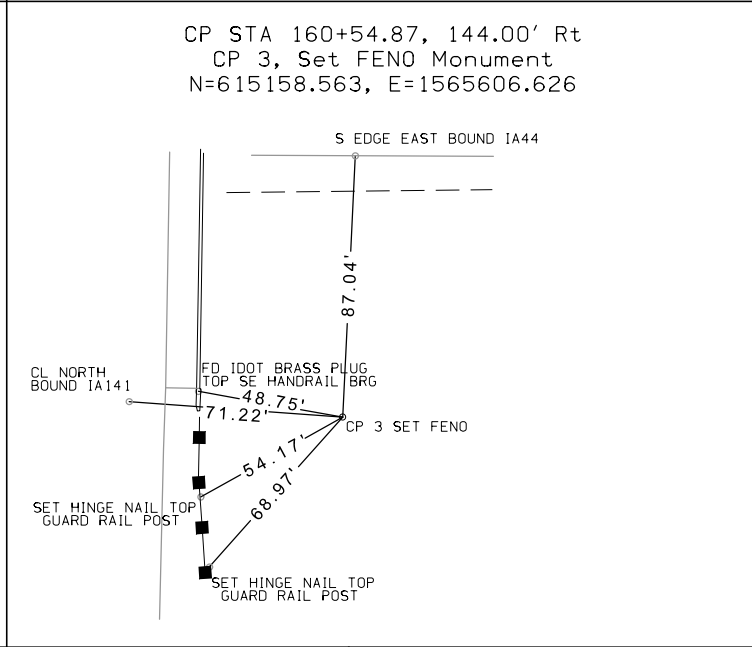 CP STA 160+54.87, 144.00' Rt
CP 3, Set FENO Monument
N=615158.563, E=1565606.626
S EDGE EAST BOUND IA44
87.04'
CL NORTH
BOUND IA141
FD IDOT BRASS PLUG
TOP SE HANDRAIL BRG
48.75'
71.22'
CP 3 SET FENO
54.17'
68.97'
SET HINGE NAIL TOP
GUARD RAIL POST
SET HINGE NAIL TOP
GUARD RAIL POST